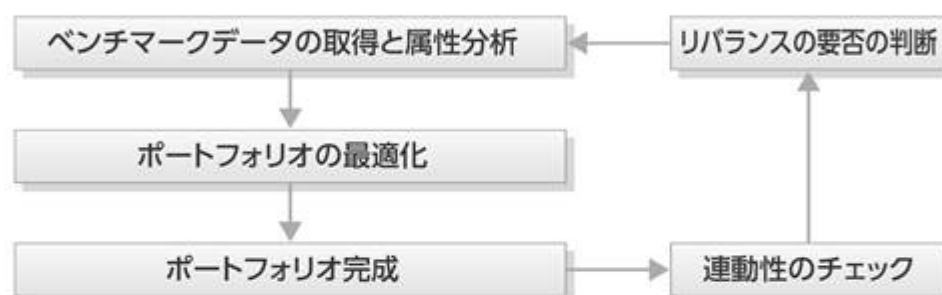 ベンチマークデータの取得と属性分析
リバランスの要否の判断
ポートフォリオの最適化
ポートフォリオ完成
連動性のチェック